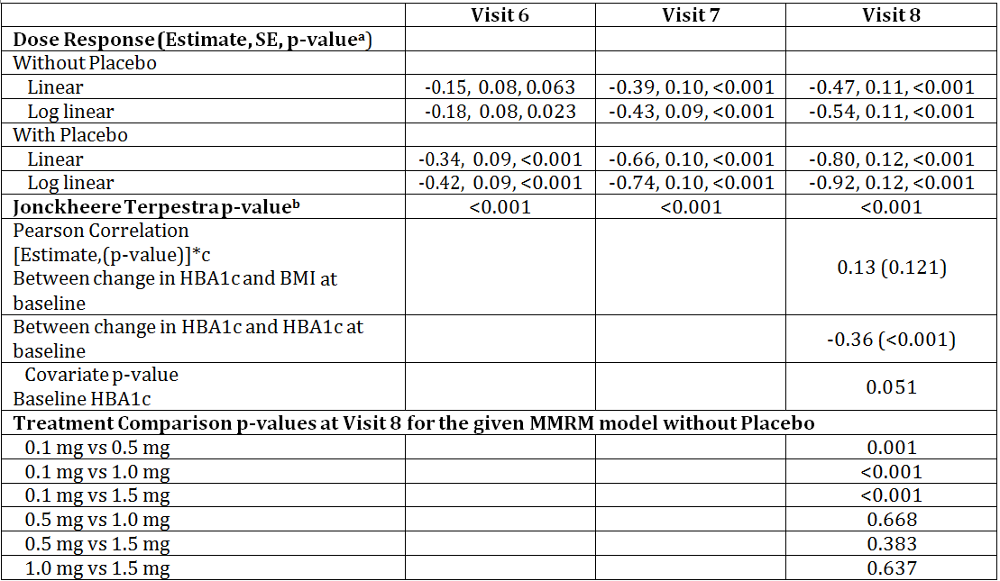 Visit 6 Visit 7 Visit 8
Dose Response (Estimate, SE, p-valueᵃ)
Without Placebo
Linear -0.15, 0.08, 0.063 -0.39, 0.10, <0.001 -0.47, 0.11, <0.001
Log linear -0.18, 0.08, 0.023 -0.43, 0.09, <0.001 -0.54, 0.11, <0.001
With Placebo
Linear -0.34, 0.09, <0.001 -0.66, 0.10, <0.001 -0.80, 0.12, <0.001
Log linear -0.42, 0.09, <0.001 -0.74, 0.10, <0.001 -0.92, 0.12, <0.001
Jonckheere Terpestra p-valueᵇ <0.001 <0.001 <0.001
Pearson Correlation
[Estimate,(p-value)]*c
Between change in HBA1c and BMI at
baseline
0.13 (0.121)
Between change in HBA1c and HBA1c at
baseline
-0.36 (<0.001)
Covariate p-value
Baseline HBA1c
0.051
Treatment Comparison p-values at Visit 8 for the given MMRM model without Placebo
0.1 mg vs 0.5 mg 0.001
0.1 mg vs 1.0 mg <0.001
0.1 mg vs 1.5 mg <0.001
0.5 mg vs 1.0 mg 0.668
0.5 mg vs 1.5 mg 0.383
1.0 mg vs 1.5 mg 0.637